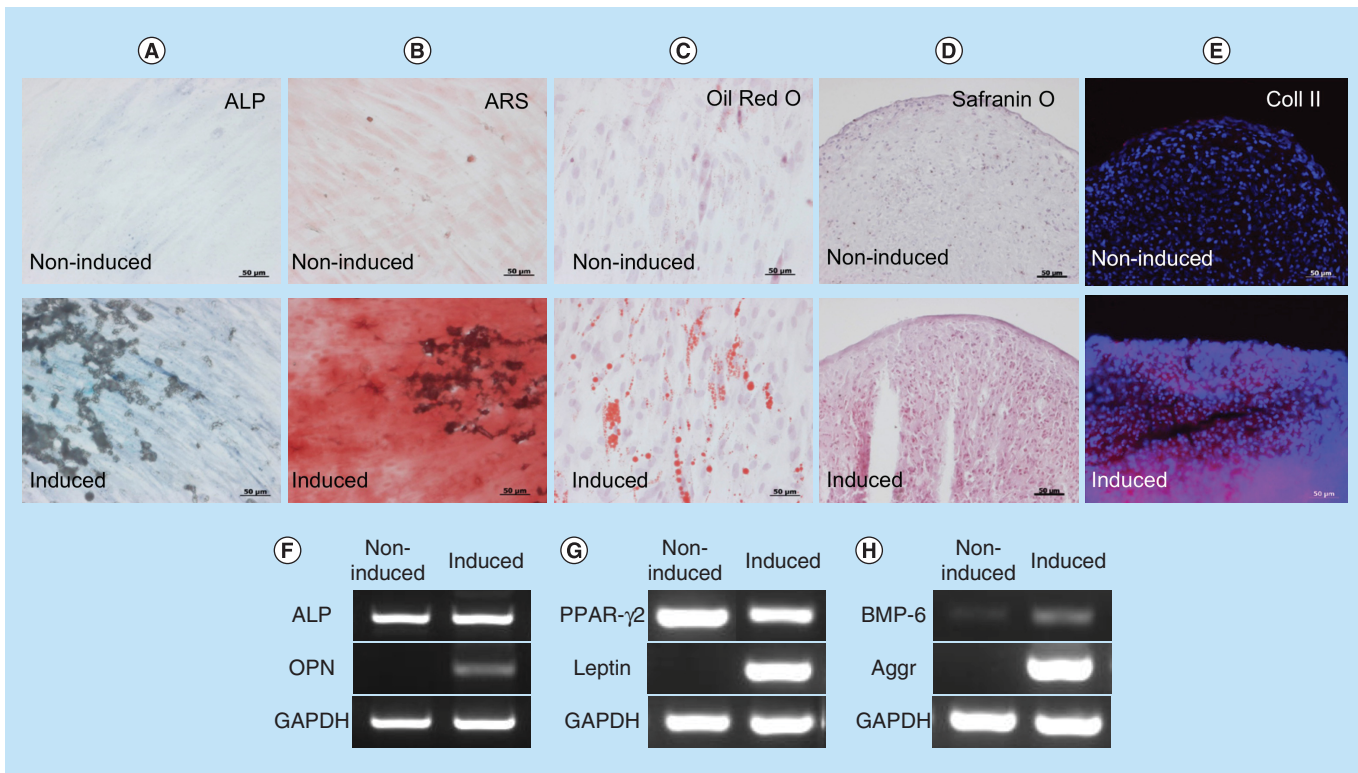 A
B
C
D
E
ALP
ARS
Oil Red O
Safranin O
Coll II
Non-induced
Non-induced
Non-induced
Non-induced
Non-induced
50 µm
50 µm
50 µm
50 µm
50 µm
Induced
Induced
Induced
Induced
Induced
50 µm
50 µm
50 µm
50 µm
50 µm
F
Non-
induced
Induced
ALP
OPN
GAPDH
G
Non-
induced
Induced
PPAR-γ2
Leptin
GAPDH
H
Non-
induced
Induced
BMP-6
Aggr
GAPDH